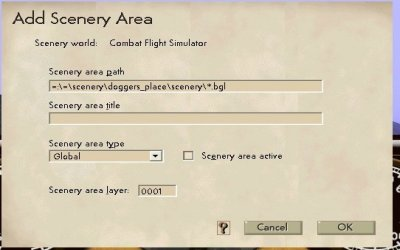 Add Scenery Area
Scenery world: Combat Flight Simulator
Scenery area path
=:\=\scenery\daggers_place\scenery\*.bgl
Scenery area title
Scenery area type
Global
Scenery area active
Scenery area layer: 0001
?
Cancel
OK